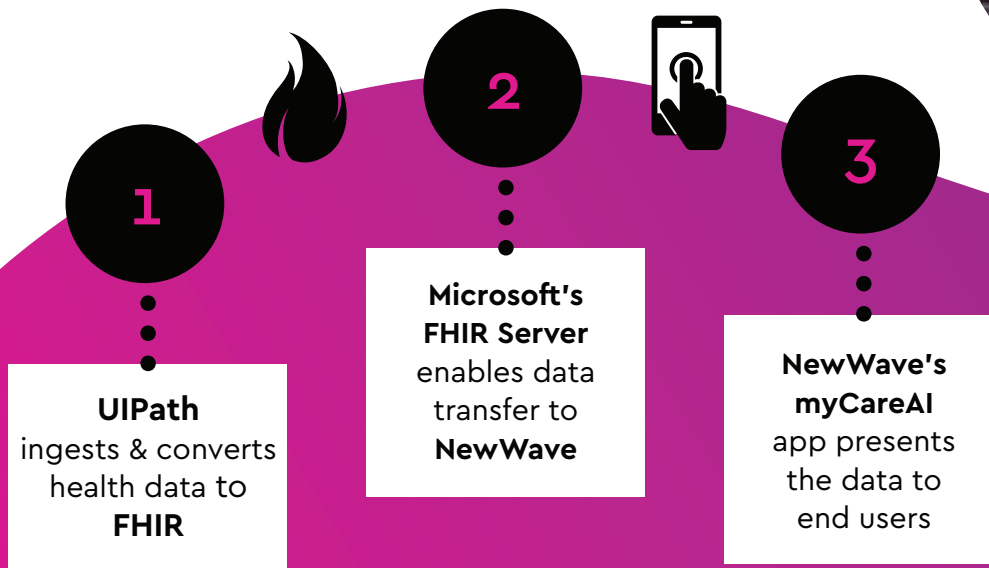 1
UIPath
ingests & converts
health data to
FHIR
2
Microsoft's
FHIR Server
enables data
transfer to
NewWave
3
NewWave's
myCareAI
app presents
the data to
end users